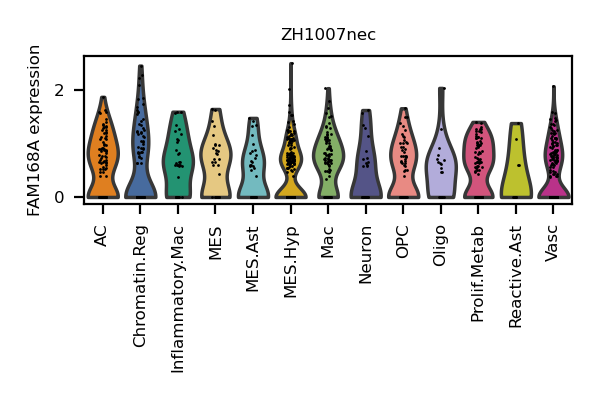 ZH1007nec
FAM168A expression
2
0
AC
Chromatin.Reg
Inflammatory.Mac
MES
MES.Ast
MES.Hyp
Mac
Neuron
OPC
Oligo
Prolif.Metab
Reactive.Ast
Vasc